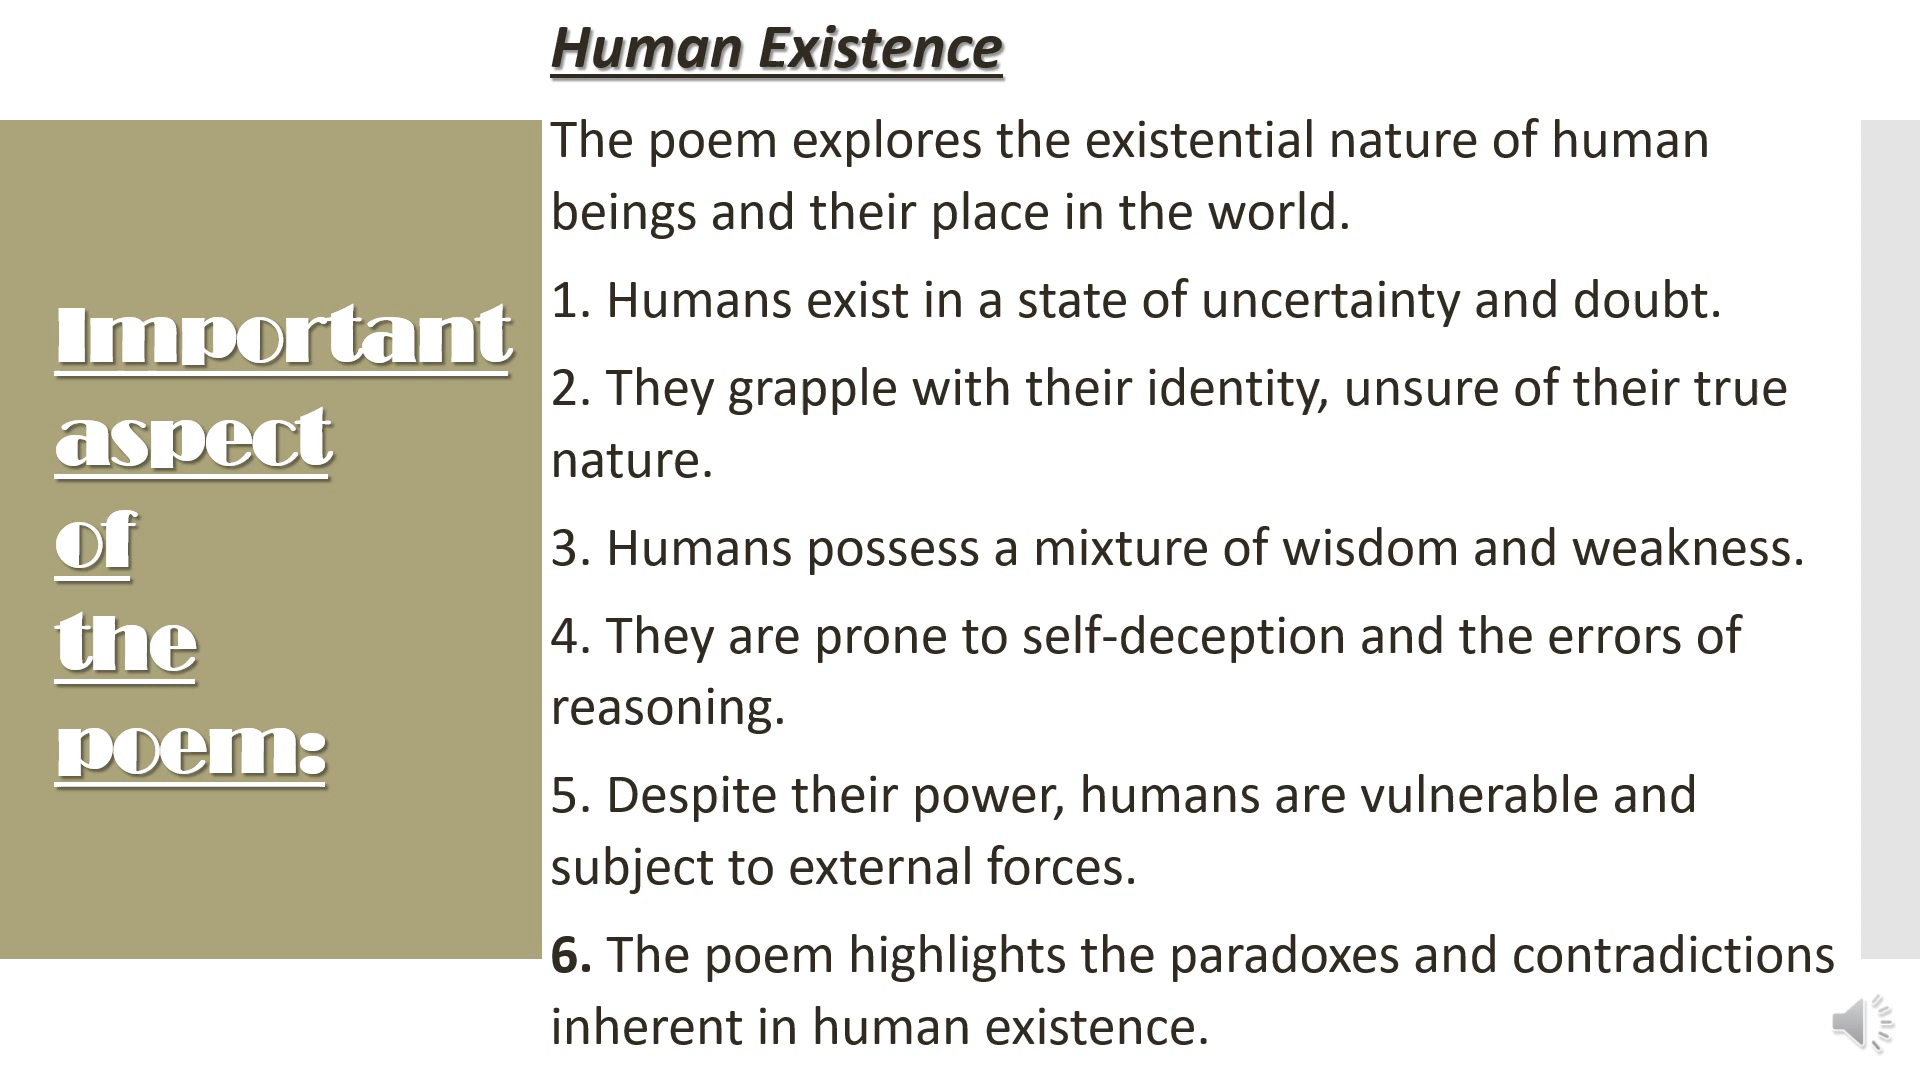 Important
aspect
of
the
poem:
Human Existence
The poem explores the existential nature of human
beings and their place in the world.
1. Humans exist in a state of uncertainty and doubt.
2. They grapple with their identity, unsure of their true
nature.
3. Humans possess a mixture of wisdom and weakness.
4. They are prone to self-deception and the errors of
reasoning.
5. Despite their power, humans are vulnerable and
subject to external forces.
6. The poem highlights the paradoxes and contradictions
inherent in human existence.